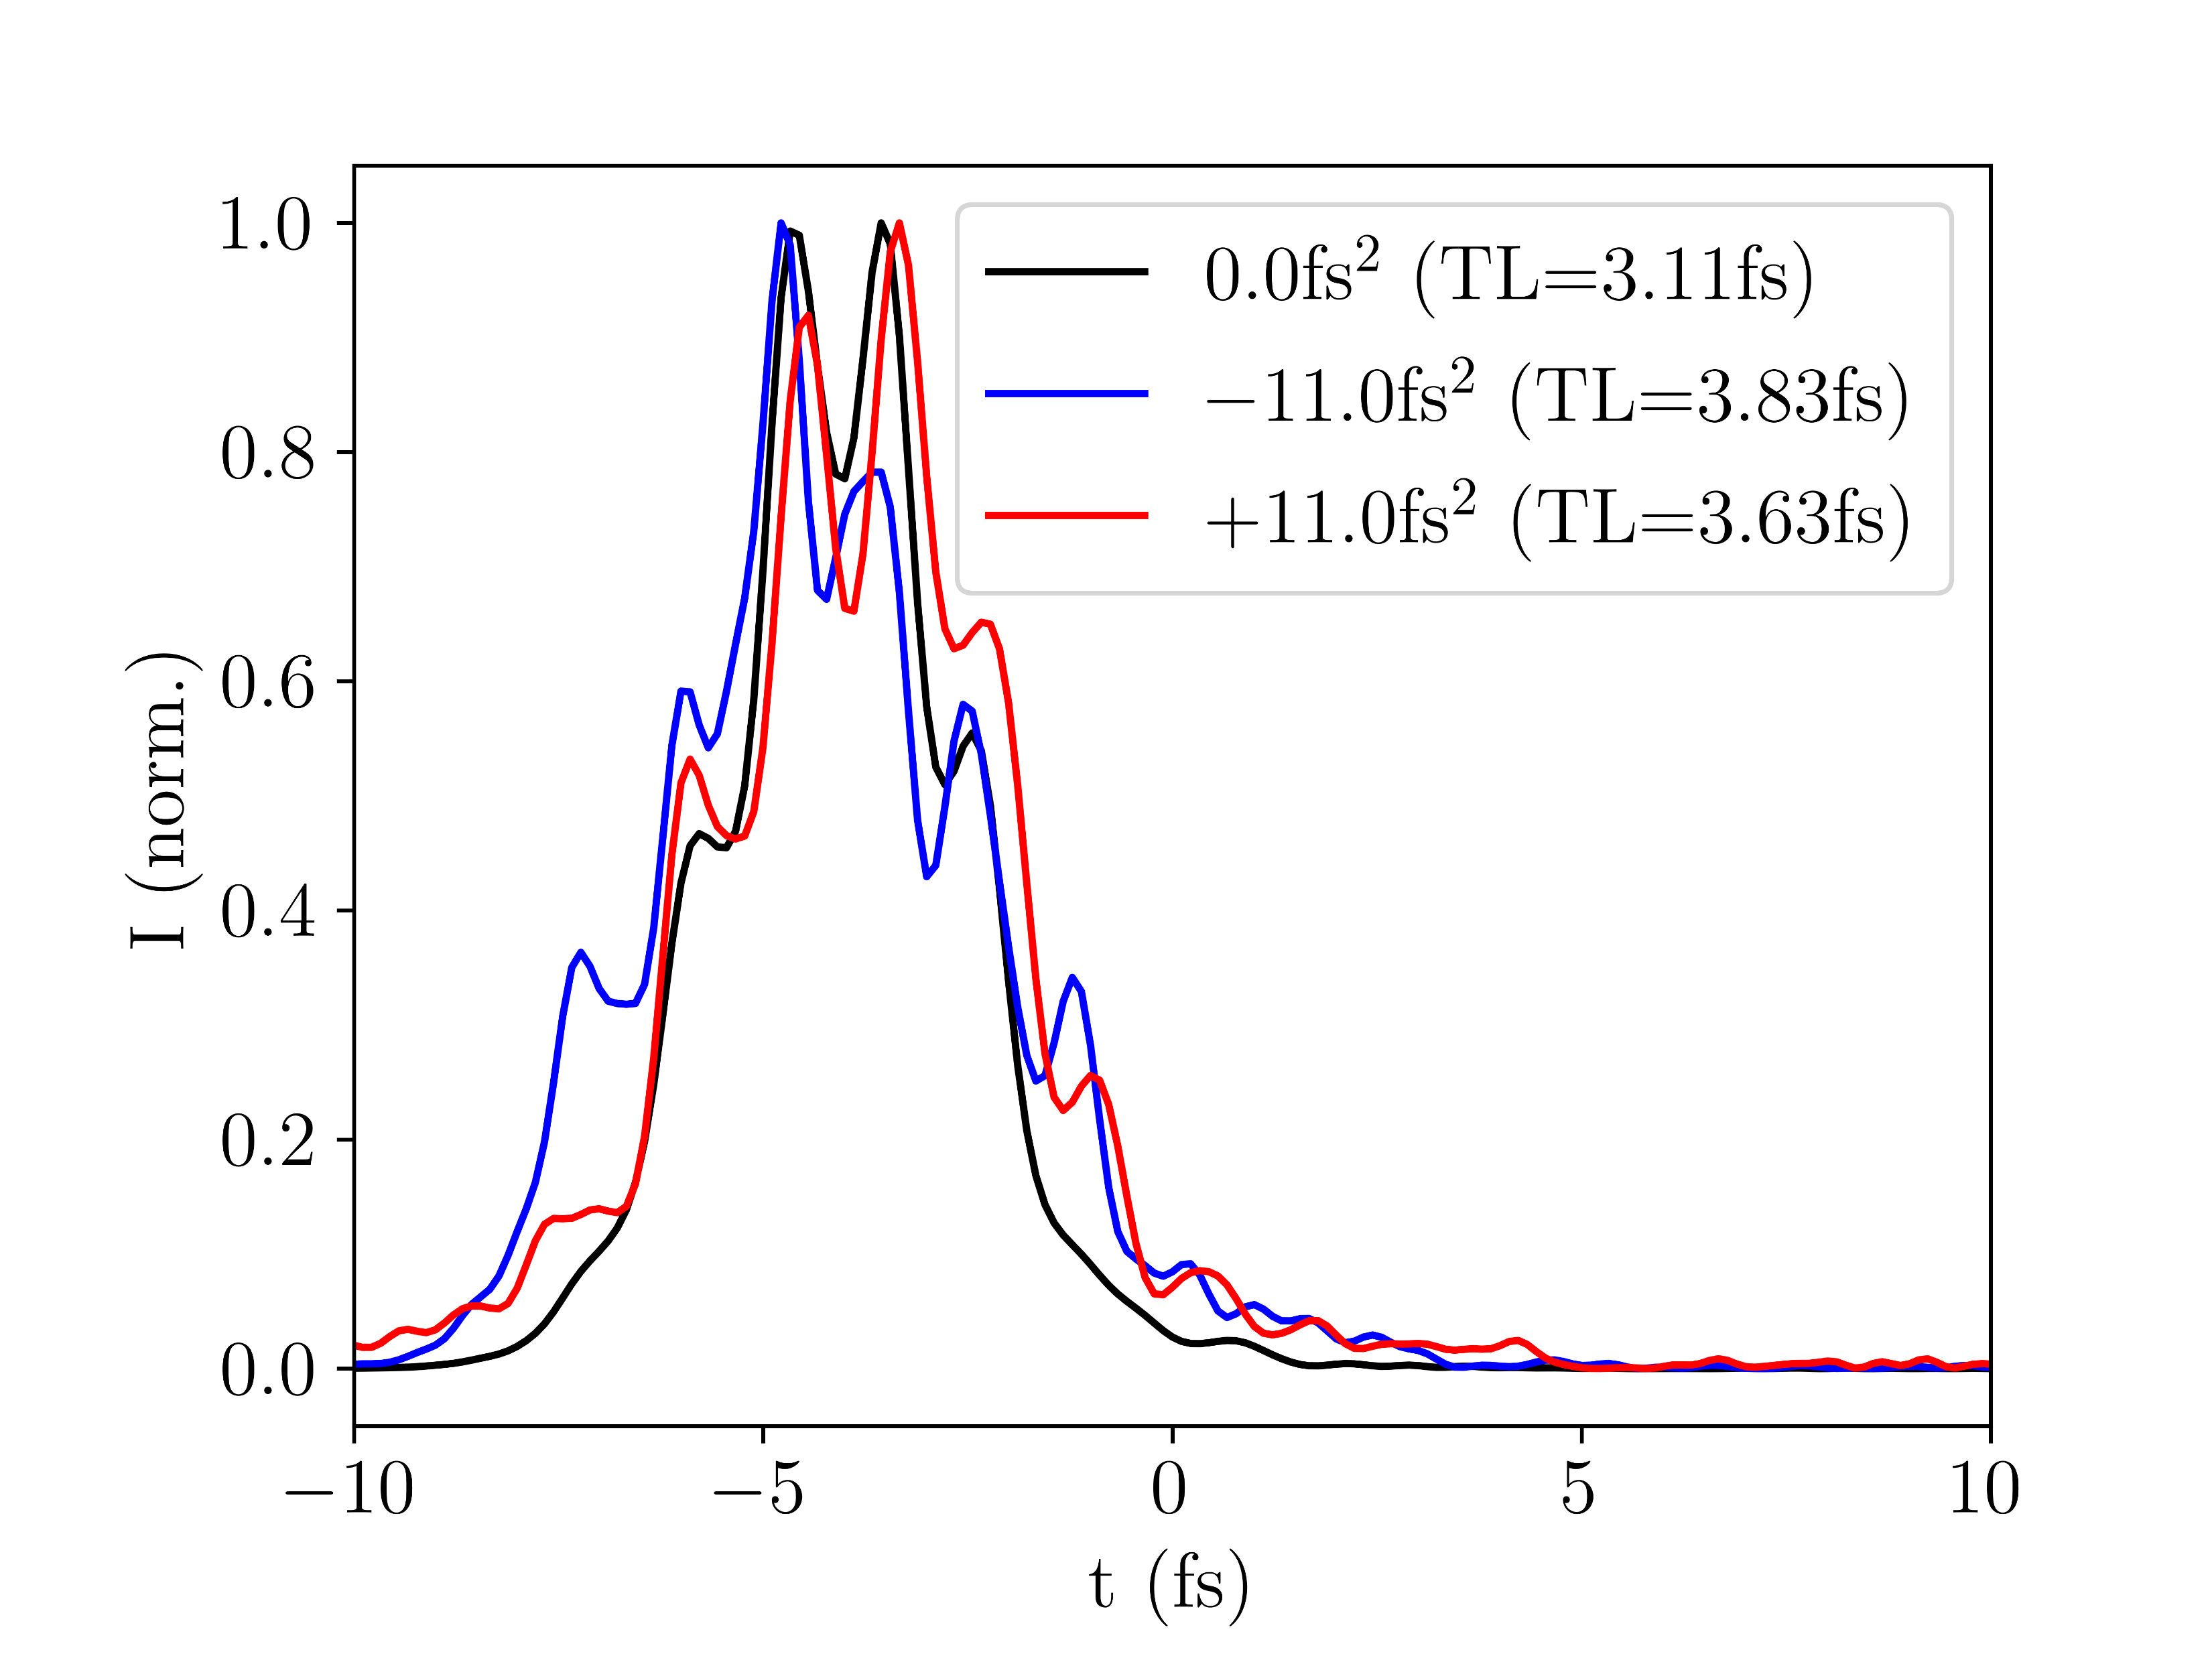 1.0
0.8
0.6
0.4
0.2
0.0
I (norm.)
0.0fs² (TL=3.11fs)
−11.0fs² (TL=3.83fs)
+11.0fs² (TL=3.63fs)
−10 −5 0 5 10
t (fs)